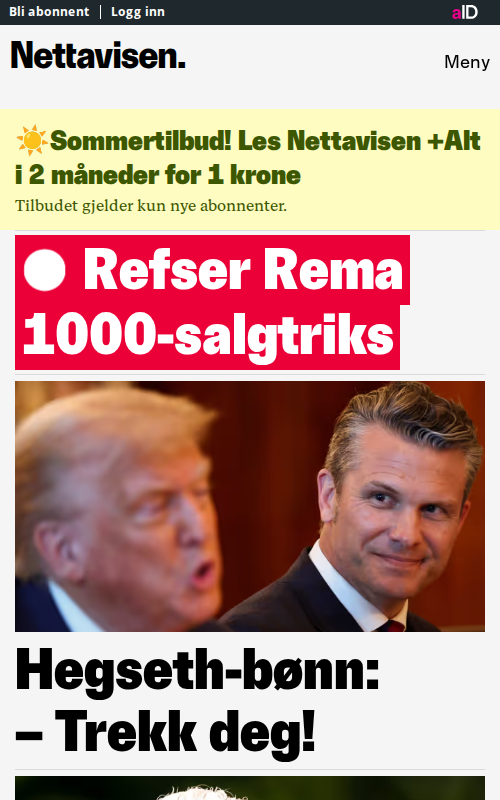 Bli abonnent
Logg inn
aID
Nettavisen.
Meny
☀️Sommertilbud! Les Nettavisen +Alt
i 2 måneder for 1 krone
Tilbudet gjelder kun nye abonnenter.
Refser Rema
1000-salgtriks
Hegseth-bønn:
– Trekk deg!